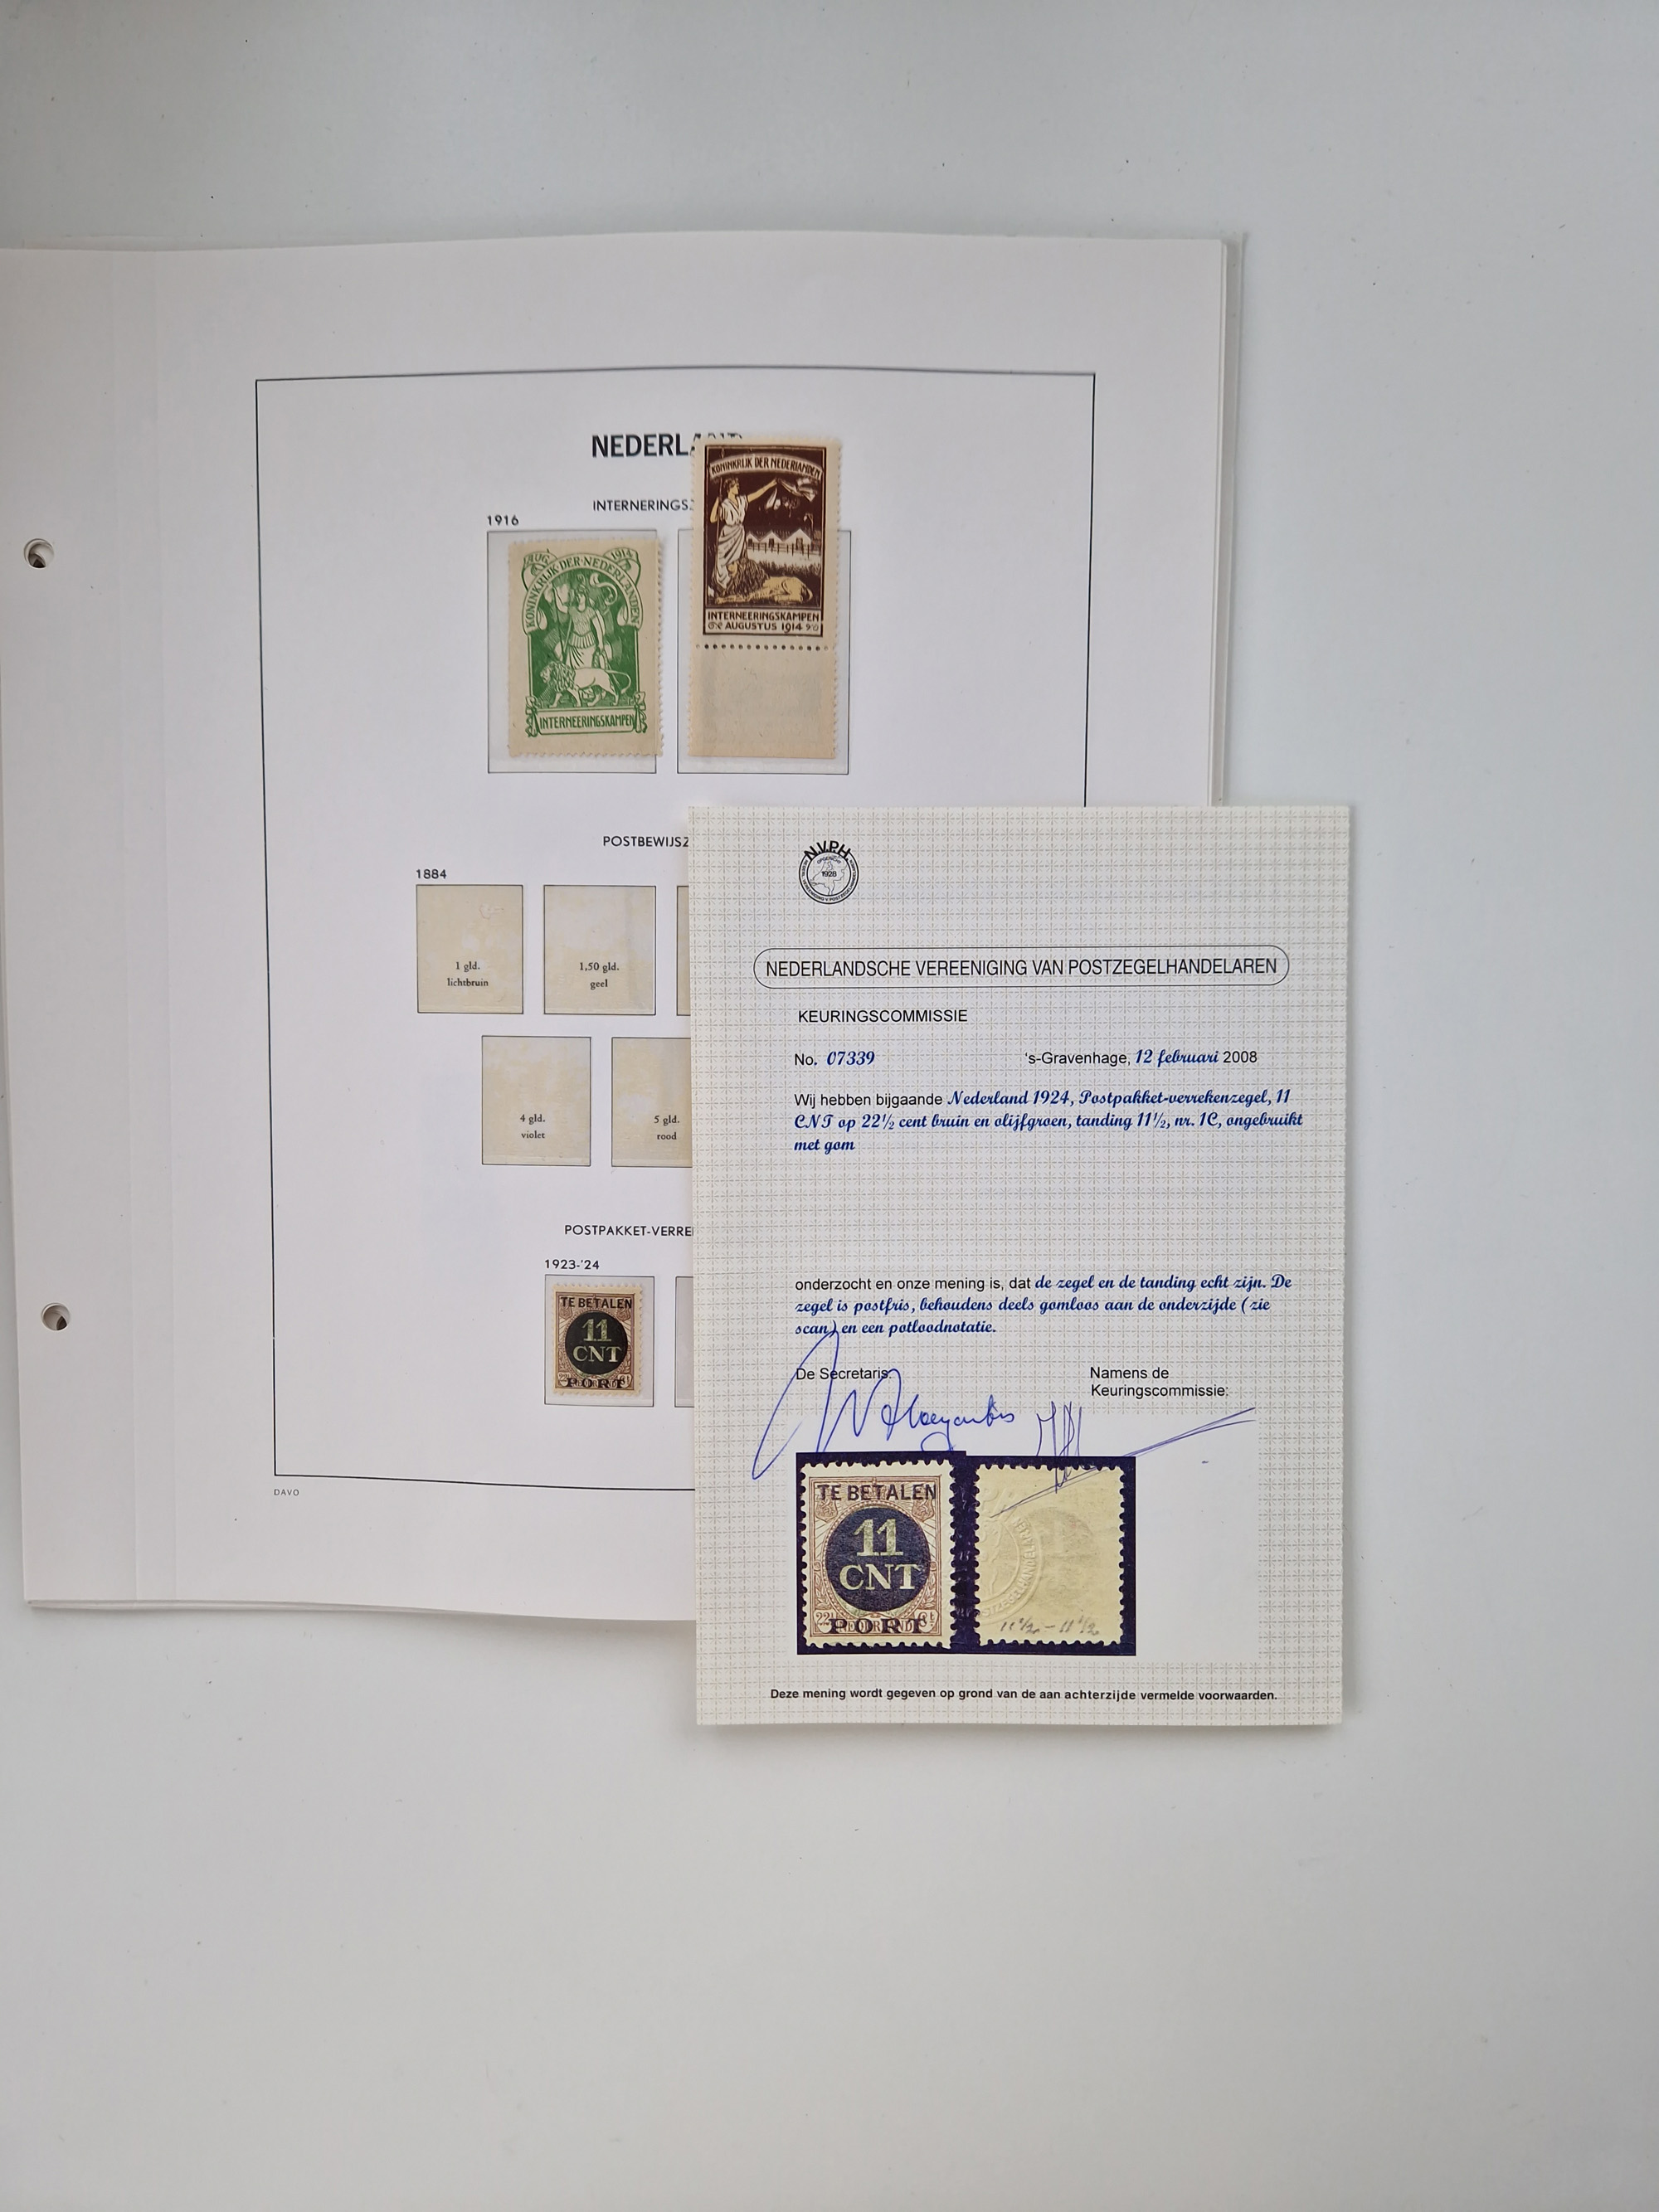 NEDERL
INTERNERINGS
1916
AUG 1914
KONINKRIJK DER NEDERLANDEN
INTERNEERINGSKAMPEN
KONINKRIJK DER NEDERLANDEN
INTERNEERINGSKAMPEN
AUGUSTUS 1914
POSTBEWIJSZ
1884
1 gld.
lichtbruin
1,50 gld.
geel
4 gld.
violet
5 gld.
rood
POSTPAKKET-VERRE
1923-'24
TE BETALEN
11
CNT
PORT
DAVO
N.V.P.H.
1928
NEDERLANDSCHE VEREENIGING VAN POSTZEGELHANDELAREN
KEURINGSCOMMISSIE
No. 07339
's-Gravenhage, 12 februari 2008
Wij hebben bijgaande Nederland 1924, Postpakket-verrekenzegel, 11
CNT op 22½ cent bruin en olijfgroen, tanding 11½, nr. 1C, ongebruikt
met gom
onderzocht en onze mening is, dat de zegel en de tanding echt zijn. De
zegel is postfris, behoudens deels gomloos aan de onderzijde (zie
scan) en een potloodnotatie.
De Secretaris:
Namens de
Keuringscommissie:
TE BETALEN
11
CNT
PORT
11½ - 11½
Deze mening wordt gegeven op grond van de aan achterzijde vermelde voorwaarden.